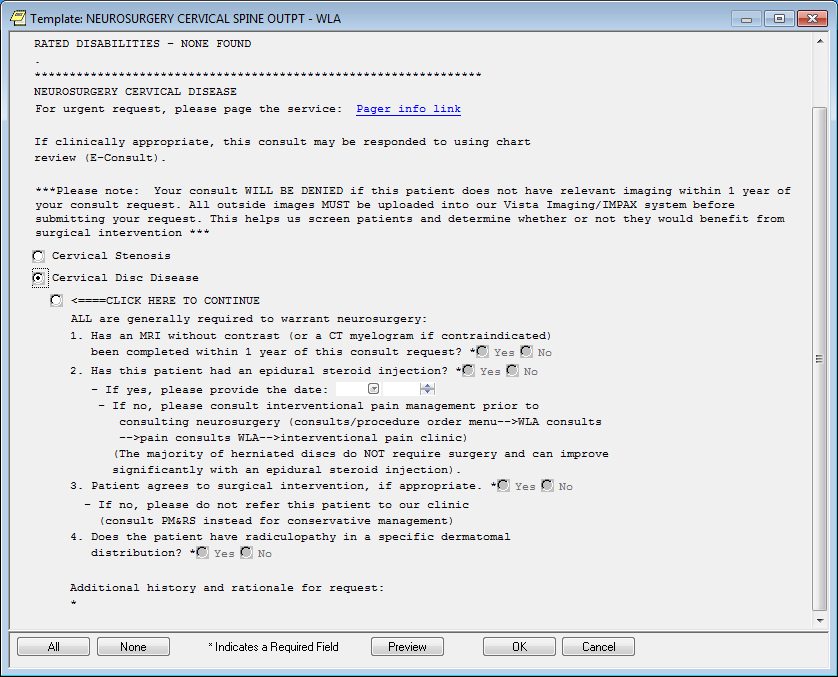 Template: NEUROSURGERY CERVICAL SPINE OUTPT - WLA
RATED DISABILITIES - NONE FOUND
.
****************************************************************
NEUROSURGERY CERVICAL DISEASE
For urgent request, please page the service: Pager info link
If clinically appropriate, this consult may be responded to using chart
review (E-Consult).
***Please note: Your consult WILL BE DENIED if this patient does not have relevant imaging within 1 year of
your consult request. All outside images MUST be uploaded into our Vista Imaging/IMPAX system before
submitting your request. This helps us screen patients and determine whether or not they would benefit from
surgical intervention ***
Cervical Stenosis
Cervical Disc Disease
<====CLICK HERE TO CONTINUE
ALL are generally required to warrant neurosurgery:
1. Has an MRI without contrast (or a CT myelogram if contraindicated)
been completed within 1 year of this consult request? * Yes No
2. Has this patient had an epidural steroid injection? * Yes No
- If yes, please provide the date:
- If no, please consult interventional pain management prior to
consulting neurosurgery (consults/procedure order menu-->WLA consults
-->pain consults WLA-->interventional pain clinic)
(The majority of herniated discs do NOT require surgery and can improve
significantly with an epidural steroid injection).
3. Patient agrees to surgical intervention, if appropriate. * Yes No
- If no, please do not refer this patient to our clinic
(consult PM&RS instead for conservative management)
4. Does the patient have radiculopathy in a specific dermatomal
distribution? * Yes No
Additional history and rationale for request:
*
All None * Indicates a Required Field Preview OK Cancel